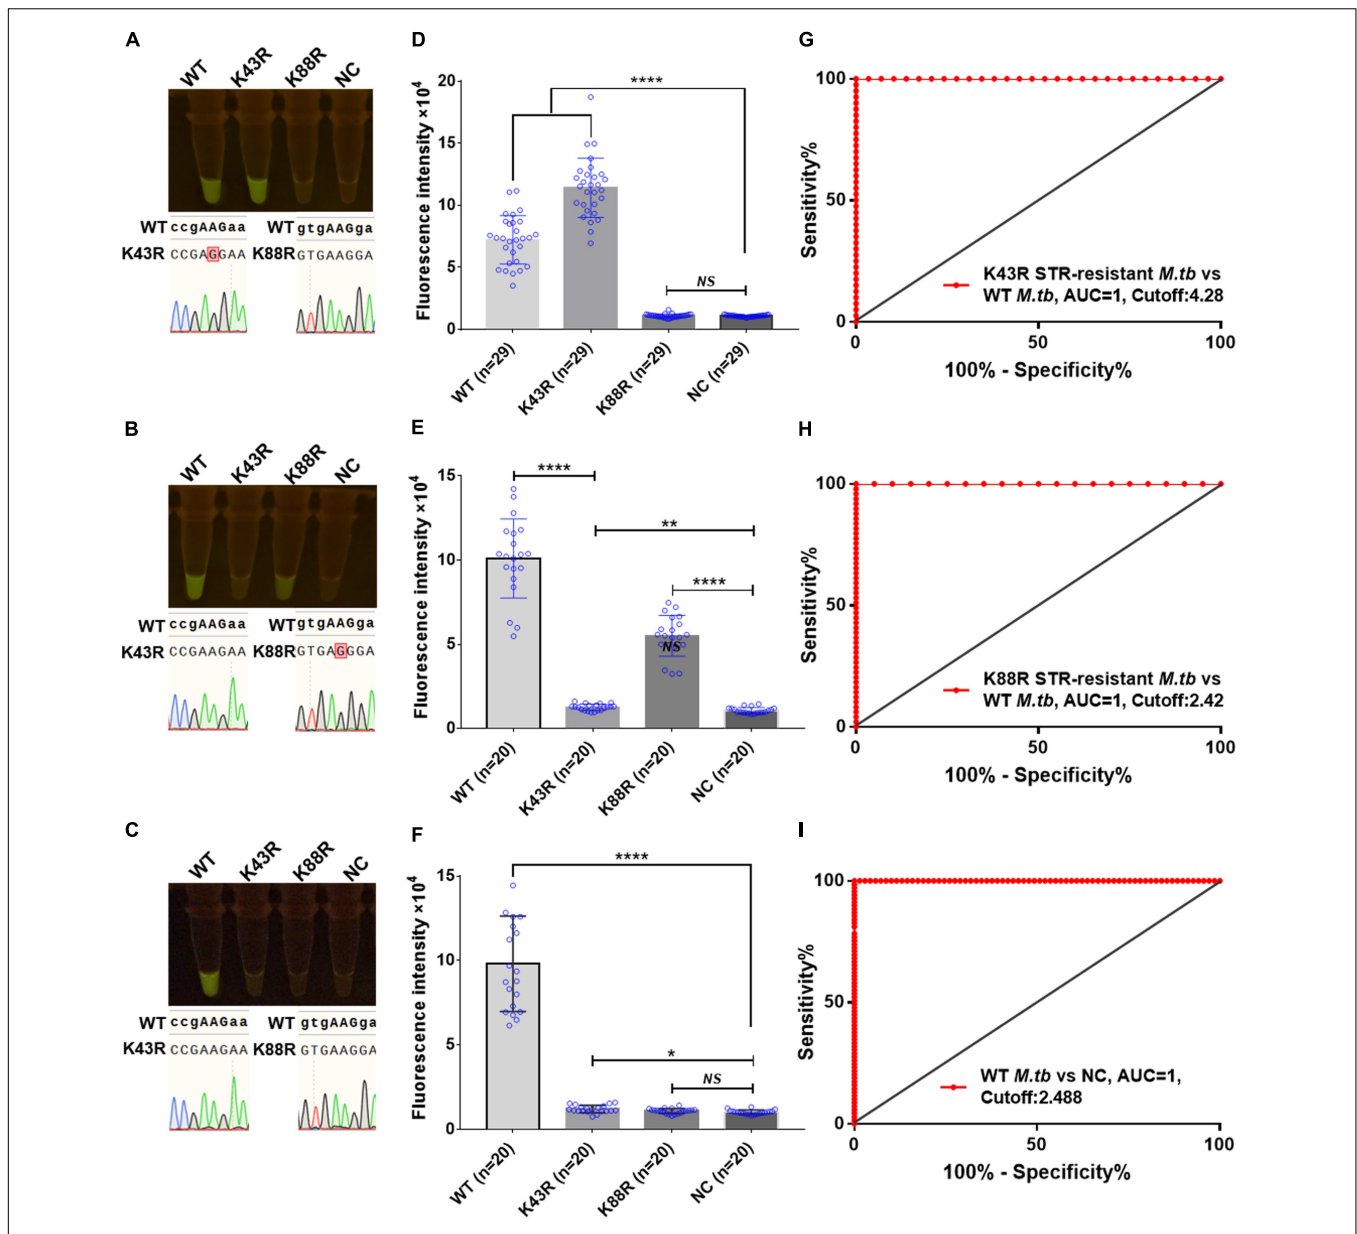 A
WT K43R K88R NC
WT ccgAAGaa WT gtgAAGga
K43R CCGAGGAA K88R GTGAAGGA
D
Fluorescence intensity ×10⁴
20
15
10
5
0
****
NS
WT (n=29)
K43R (n=29)
K88R (n=29)
NC (n=29)
G
Sensitivity%
100
50
0
K43R STR-resistant M.tb vs
WT M.tb, AUC=1, Cutoff:4.28
0 50 100
100% - Specificity%
B
WT K43R K88R NC
WT ccgAAGaa WT gtgAAGga
K43R CCGAAGAA K88R GTGAGGGA
E
Fluorescence intensity ×10⁴
15
10
5
0
****
**
****
NS
WT (n=20)
K43R (n=20)
K88R (n=20)
NC (n=20)
H
Sensitivity%
100
50
0
K88R STR-resistant M.tb vs
WT M.tb, AUC=1, Cutoff:2.42
0 50 100
100% - Specificity%
C
WT K43R K88R NC
WT ccgAAGaa WT gtgAAGga
K43R CCGAAGAA K88R GTGAAGGA
F
Fluorescence intensity ×10⁴
15
10
5
0
****
*
NS
WT (n=20)
K43R (n=20)
K88R (n=20)
NC (n=20)
I
Sensitivity%
100
50
0
WT M.tb vs NC, AUC=1,
Cutoff:2.488
0 50 100
100% - Specificity%